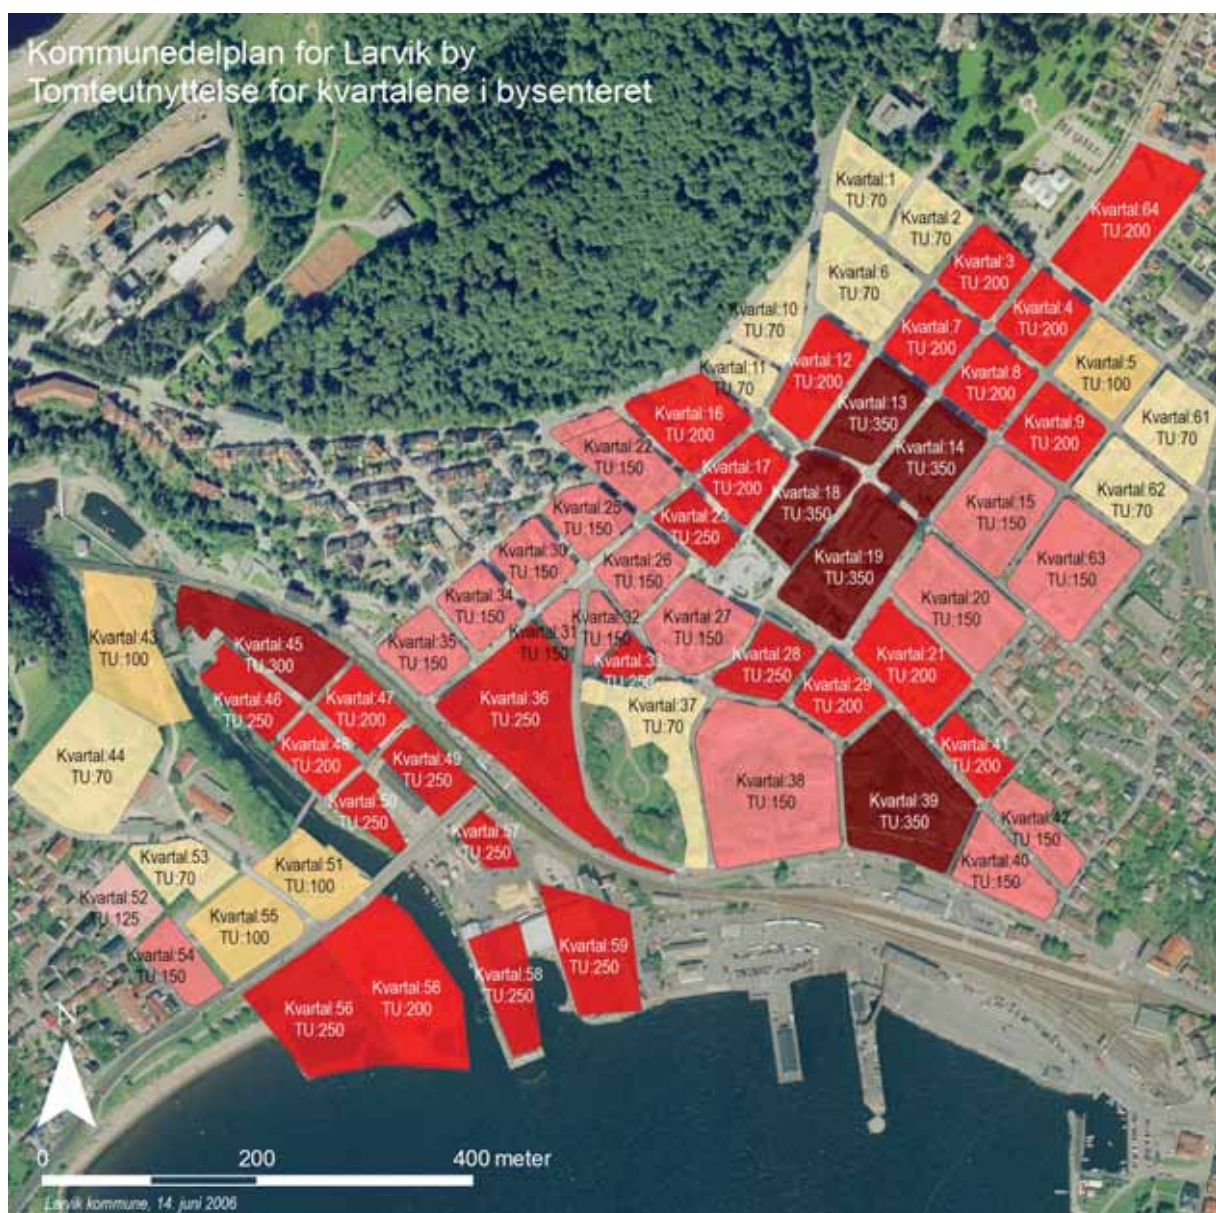 Kommunedelplan for Larvik by
Tomteutnyttelse for kvartalene i bysenteret
Kvartal:1
TU:70
Kvartal:2
TU:70
Kvartal:64
TU:200
Kvartal:3
TU:200
Kvartal:6
TU:70
Kvartal:4
TU:200
Kvartal:10
TU:70
Kvartal:7
TU:200
Kvartal:5
TU:100
Kvartal:11
TU:70
Kvartal:12
TU:200
Kvartal:8
TU:200
Kvartal:61
TU:70
Kvartal:16
TU:200
Kvartal:13
TU:350
Kvartal:9
TU:200
Kvartal:22
TU:150
Kvartal:14
TU:350
Kvartal:17
TU:200
Kvartal:18
TU:350
Kvartal:62
TU:70
Kvartal:15
TU:150
Kvartal:25
TU:150
Kvartal:23
TU:250
Kvartal:19
TU:350
Kvartal:63
TU:150
Kvartal:30
TU:150
Kvartal:26
TU:150
Kvartal:20
TU:150
Kvartal:34
TU:150
Kvartal:32
TU:150
Kvartal:27
TU:150
Kvartal:31
TU:150
Kvartal:43
TU:100
Kvartal:45
TU:300
Kvartal:35
TU:150
Kvartal:33
TU:250
Kvartal:28
TU:250
Kvartal:21
TU:200
Kvartal:29
TU:200
Kvartal:46
TU:250
Kvartal:47
TU:200
Kvartal:36
TU:250
Kvartal:37
TU:70
Kvartal:41
TU:200
Kvartal:44
TU:70
Kvartal:48
TU:200
Kvartal:49
TU:250
Kvartal:38
TU:150
Kvartal:39
TU:350
Kvartal:50
TU:250
Kvartal:42
TU:150
Kvartal:57
TU:250
Kvartal:53
TU:70
Kvartal:51
TU:100
Kvartal:40
TU:150
Kvartal:52
TU:125
Kvartal:55
TU:100
Kvartal:54
TU:150
Kvartal:59
TU:250
Kvartal:58
TU:250
Kvartal:56
TU:200
Kvartal:56
TU:250
N
0 200 400 meter
Larvik kommune, 14. juni 2006